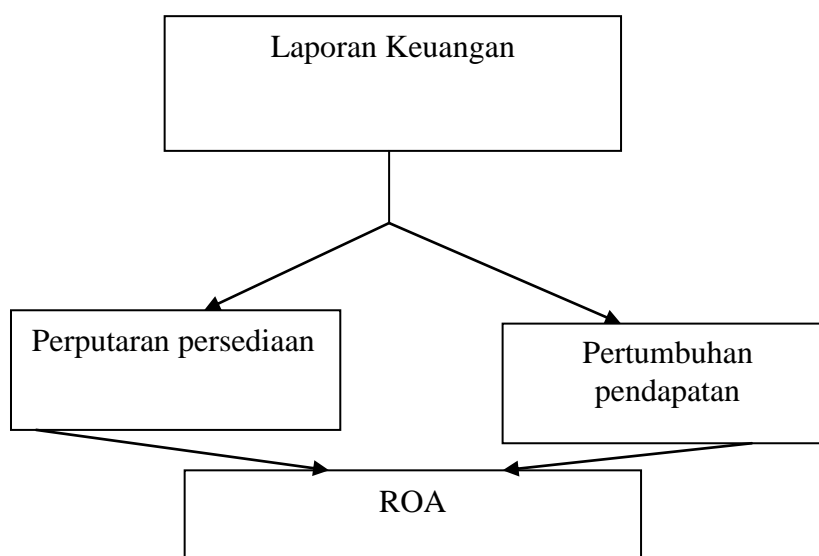 Laporan Keuangan
Perputaran persediaan
Pertumbuhan
pendapatan
ROA